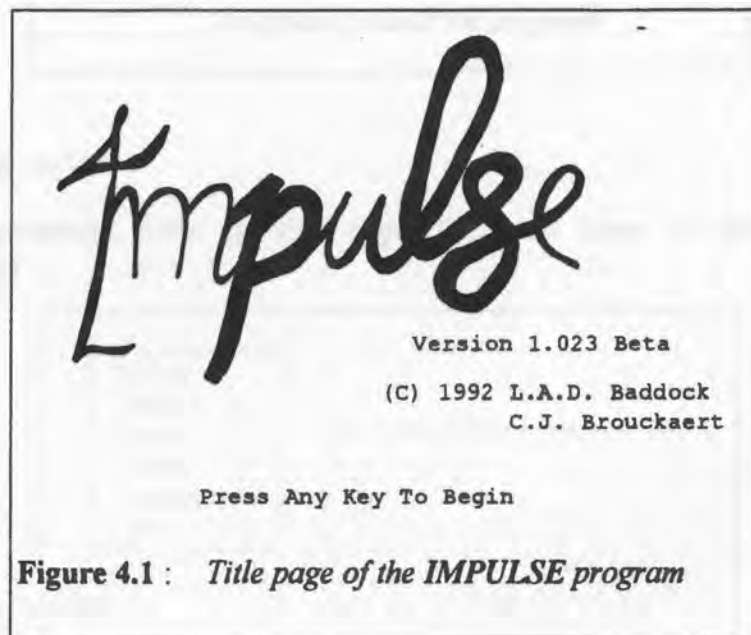 Impulse
Version 1.023 Beta
(C) 1992 L.A.D. Baddock
C.J. Brouckaert
Press Any Key To Begin
Figure 4.1 : Title page of the IMPULSE program